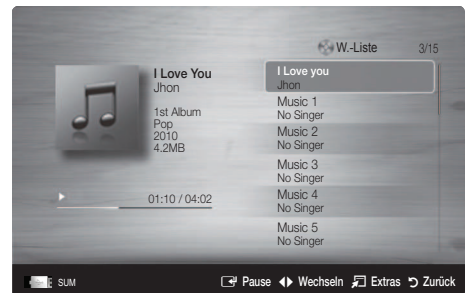 W.-Liste 3/15
I Love You
Jhon
1st Album
Pop
2010
4.2MB
01:10 / 04:02
I Love you
Jhon
Music 1
No Singer
Music 2
No Singer
Music 3
No Singer
Music 4
No Singer
Music 5
No Singer
SUM Pause Wechseln Extras Zurück